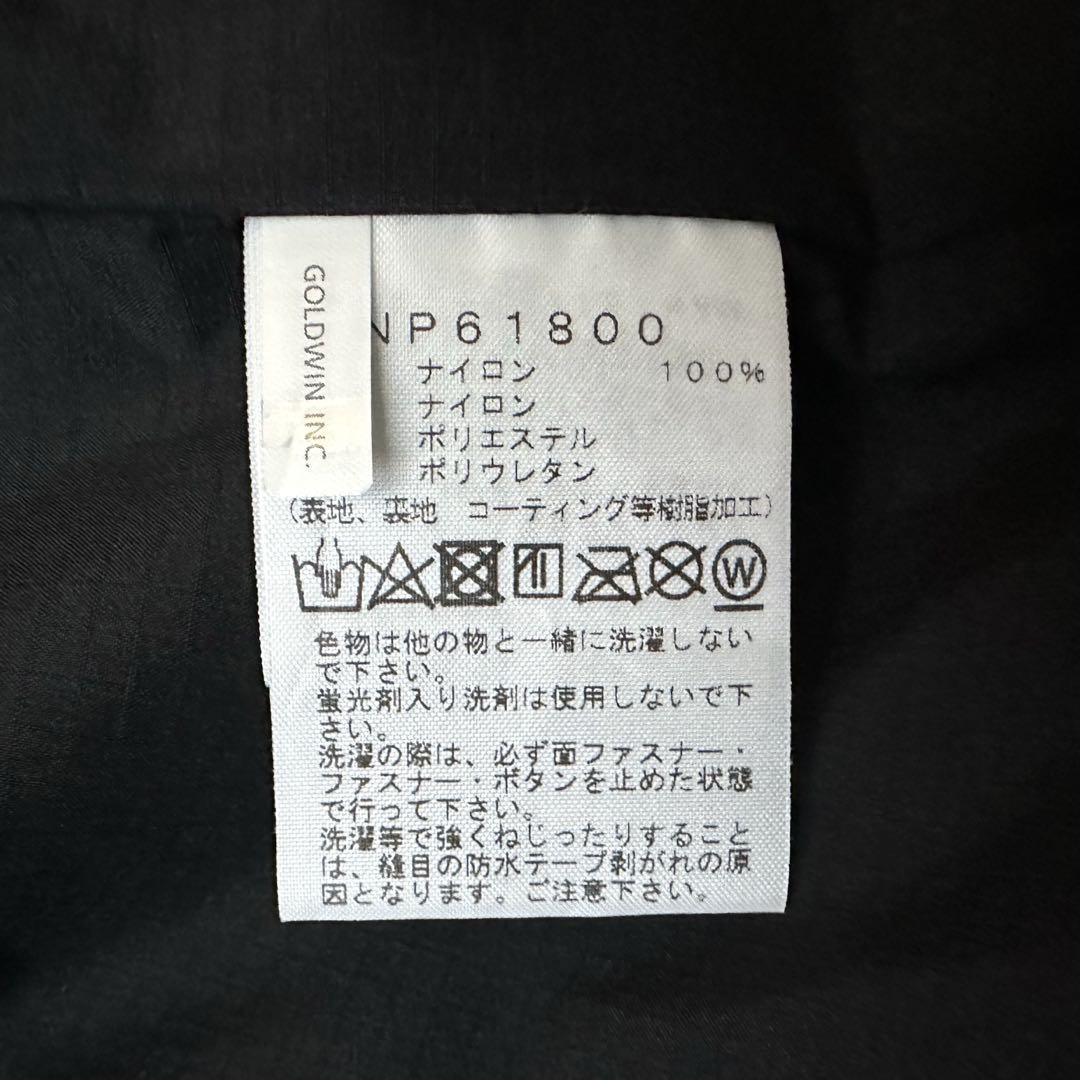 GOLDWIN INC.
NP61800
ナイロン 100%
ナイロン
ポリエステル
ポリウレタン
(表地、裏地 コーティング等樹脂加工)
W
色物は他の物と一緒に洗濯しない
で下さい。
蛍光剤入り洗剤は使用しないで下
さい。
洗濯の際は、必ず面ファスナー・
ファスナー・ボタンを止めた状態
で行って下さい。
洗濯等で強くねじったりすること
は、縫目の防水テープ剥がれの原
因となります。ご注意下さい。